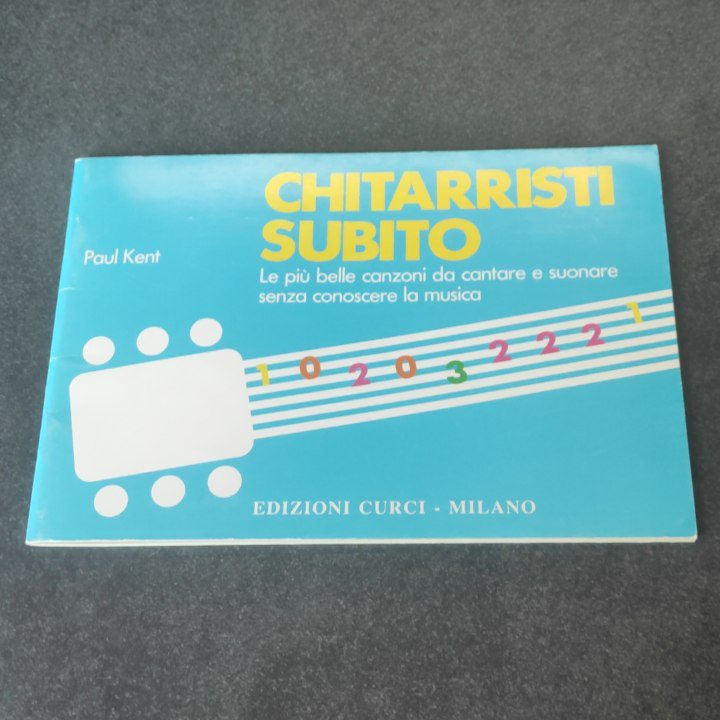 CHITARRISTI
SUBITO
Paul Kent
Le più belle canzoni da cantare e suonare
senza conoscere la musica
1 0 2 0 3 2 2 2 1
EDIZIONI CURCI - MILANO